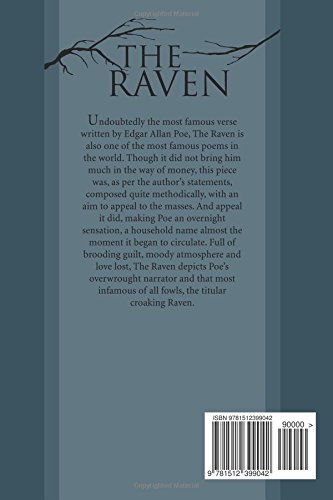 THE
RAVEN
Undoubtedly the most famous verse
written by Edgar Allan Poe, The Raven is
also one of the most famous poems in
the world. Though it did not bring him
much in the way of money, this piece
was, as per the author's statements,
composed quite methodically, with an
aim to appeal to the masses. And appeal
it did, making Poe an overnight
sensation, a household name almost the
moment it began to circulate. Full of
brooding guilt, moody atmosphere and
love lost, The Raven depicts Poe's
overwrought narrator and that most
infamous of all fowls, the titular
croaking Raven.
ISBN 9781512399042
90000 >
9 781512 399042